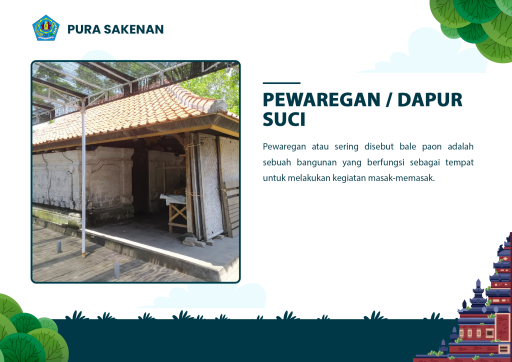 PURA SAKENAN
PEWAREGAN / DAPUR
SUCI
Pewaregan atau sering disebut bale paon adalah
sebuah bangunan yang berfungsi sebagai tempat
untuk melakukan kegiatan masak-memasak.